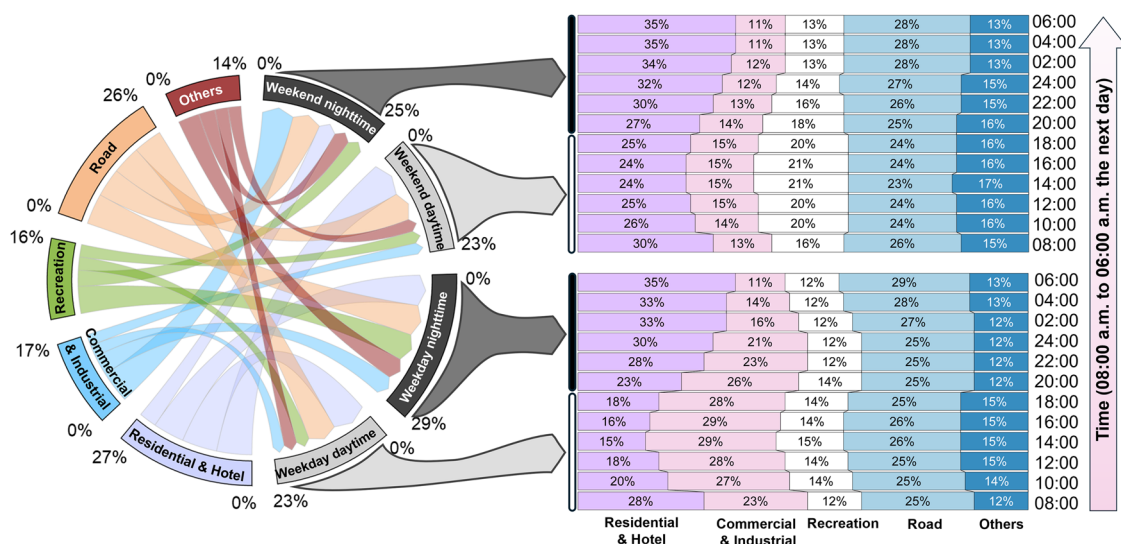 0%
14%
0%
26%
0%
16%
17%
0%
27%
0%
23%
0%
29%
0%
23%
0%
25%
Others
Road
Recreation
Commercial
& Industrial
Residential & Hotel
Weekday daytime
Weekday nighttime
Weekend daytime
Weekend nighttime
35% 11% 13% 28% 13% 06:00
35% 11% 13% 28% 13% 04:00
34% 12% 13% 28% 13% 02:00
32% 12% 14% 27% 15% 24:00
30% 13% 16% 26% 15% 22:00
27% 14% 18% 25% 16% 20:00
25% 15% 20% 24% 16% 18:00
24% 15% 21% 24% 16% 16:00
24% 15% 21% 23% 17% 14:00
25% 15% 20% 24% 16% 12:00
26% 14% 20% 24% 16% 10:00
30% 13% 16% 26% 15% 08:00
35% 11% 12% 29% 13% 06:00
33% 14% 12% 28% 13% 04:00
33% 16% 12% 27% 12% 02:00
30% 21% 12% 25% 12% 24:00
28% 23% 12% 25% 12% 22:00
23% 26% 14% 25% 12% 20:00
18% 28% 14% 25% 15% 18:00
16% 29% 14% 26% 15% 16:00
15% 29% 15% 26% 15% 14:00
18% 28% 14% 25% 15% 12:00
20% 27% 14% 25% 14% 10:00
28% 23% 12% 25% 12% 08:00
Residential
& Hotel
Commercial
& Industrial
Recreation
Road
Others
Time (08:00 a.m. to 06:00 a.m. the next day)